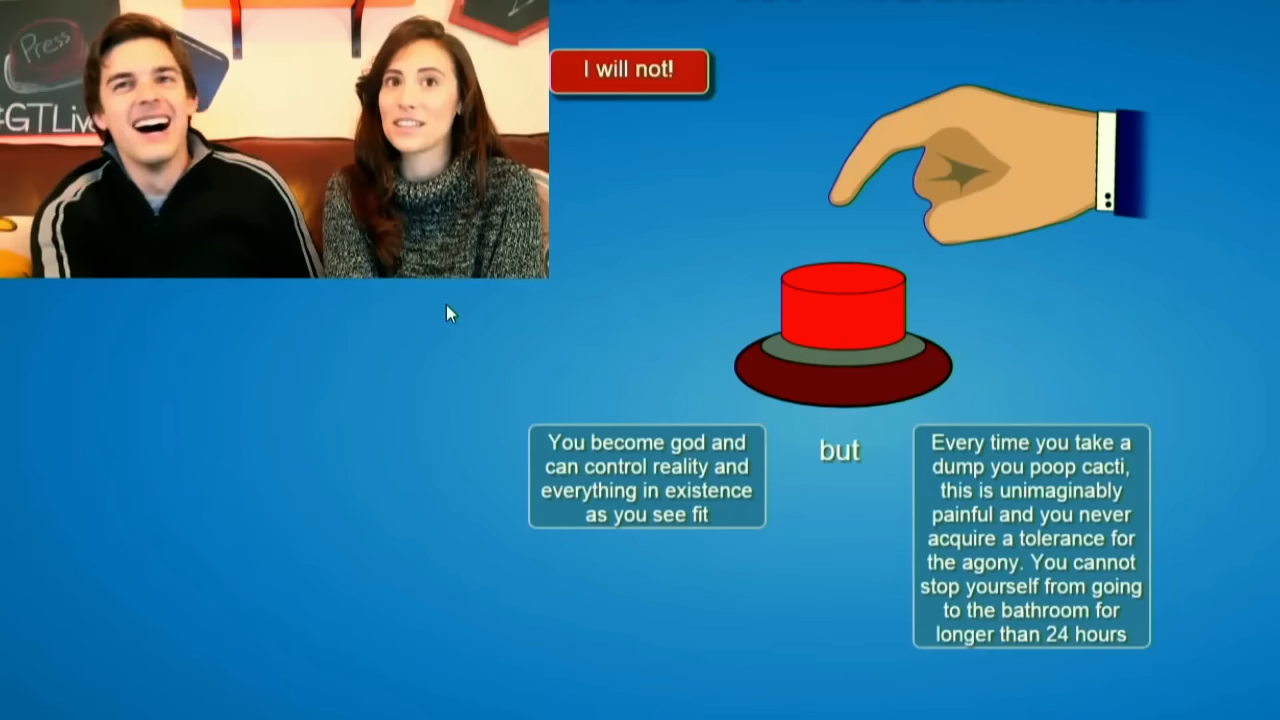 Press
#GTLive
I will not!
You become god and
can control reality and
everything in existence
as you see fit
but
Every time you take a
dump you poop cacti,
this is unimaginably
painful and you never
acquire a tolerance for
the agony. You cannot
stop yourself from going
to the bathroom for
longer than 24 hours